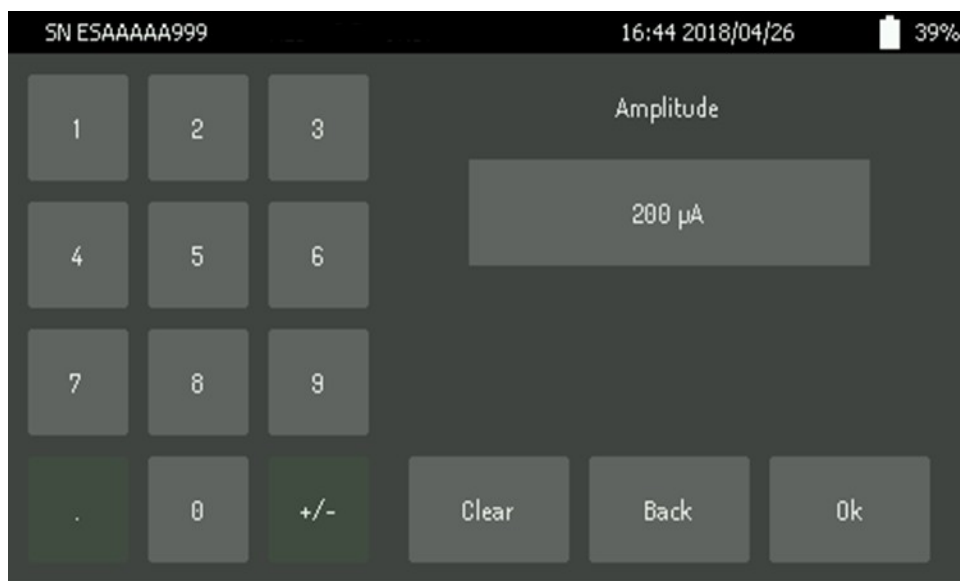 SN ESAAAAA999 16:44 2018/04/26 39%
Amplitude
1 2 3
200 µA
4 5 6
7 8 9
. 0 +/- Clear Back Ok